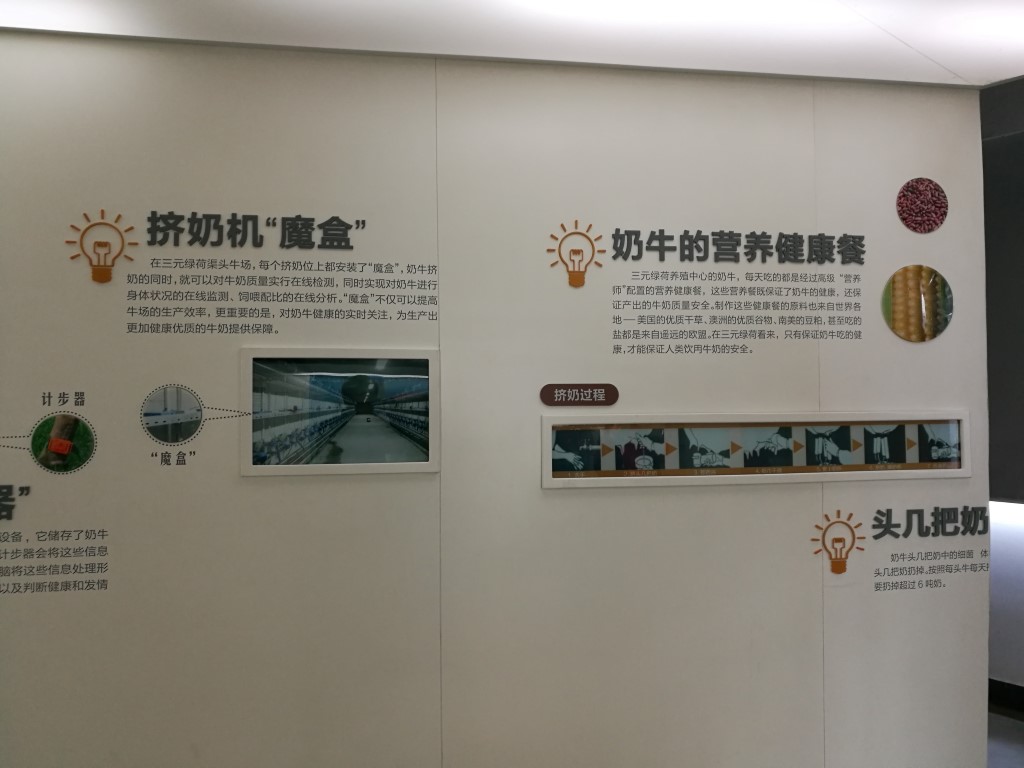 挤奶机“魔盒”
在三元绿荷渠头牛场，每个挤奶位上都安装了“魔盒”，奶牛挤
奶的同时，就可以对牛奶质量实行在线检测，同时实现对奶牛进行
身体状况的在线监测、饲喂配比的在线分析。“魔盒”不仅可以提高
牛场的生产效率，更重要的是，对奶牛健康的实时关注，为生产出
更加健康优质的牛奶提供保障。
计步器
“魔盒”
器”
设备，它储存了奶牛
计步器会将这些信息
脑将这些信息处理形
以及判断健康和发情
奶牛的营养健康餐
三元绿荷养殖中心的奶牛，每天吃的都是经过高级“营养
师”配置的营养健康餐，这些营养餐既保证了奶牛的健康，还保
证产出的牛奶质量安全。制作这些健康餐的原料也来自世界各
地——美国的优质干草，澳洲的优质谷物，南美的豆粕，甚至吃的
盐都是来自遥远的欧盟。在三元绿荷看来，只有保证奶牛吃的健
康，才能保证人类饮用牛奶的安全。
挤奶过程
头几把奶
奶牛头几把奶中的细菌 体
头几把奶扔掉。按照每头牛每天
要扔掉超过6吨奶。